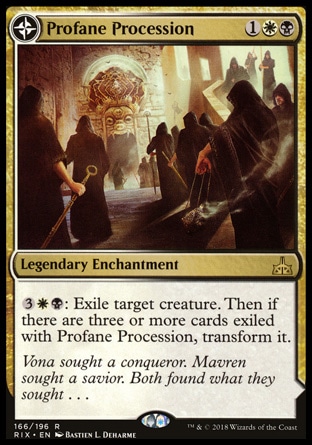 Profane Procession 1
Legendary Enchantment
3: Exile target creature. Then if
there are three or more cards exiled
with Profane Procession, transform it.
Vona sought a conqueror. Mavren
sought a savior. Both found what they
sought . . .
166/196 R
RIX • EN Bastien L. Deharme
™ & © 2018 Wizards of the Coast